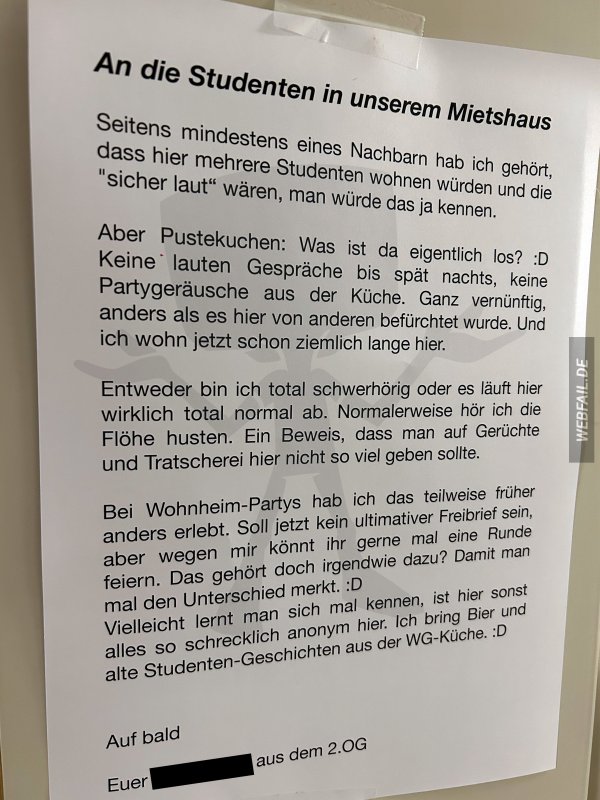 An die Studenten in unserem Mietshaus
Seitens mindestens eines Nachbarn hab ich gehört,
dass hier mehrere Studenten wohnen würden und die
"sicher laut“ wären, man würde das ja kennen.
Aber Pustekuchen: Was ist da eigentlich los? :D
Keine lauten Gespräche bis spät nachts, keine
Partygeräusche aus der Küche. Ganz vernünftig,
anders als es hier von anderen befürchtet wurde. Und
ich wohn jetzt schon ziemlich lange hier.
Entweder bin ich total schwerhörig oder es läuft hier
wirklich total normal ab. Normalerweise hör ich die
Flöhe husten. Ein Beweis, dass man auf Gerüchte
und Tratscherei hier nicht so viel geben sollte.
Bei Wohnheim-Partys hab ich das teilweise früher
anders erlebt. Soll jetzt kein ultimativer Freibrief sein,
aber wegen mir könnt ihr gerne mal eine Runde
feiern. Das gehört doch irgendwie dazu? Damit man
mal den Unterschied merkt. :D
Vielleicht lernt man sich mal kennen, ist hier sonst
alles so schrecklich anonym hier. Ich bring Bier und
alte Studenten-Geschichten aus der WG-Küche. :D
Auf bald
Euer aus dem 2.OG
WEBFAIL.DE